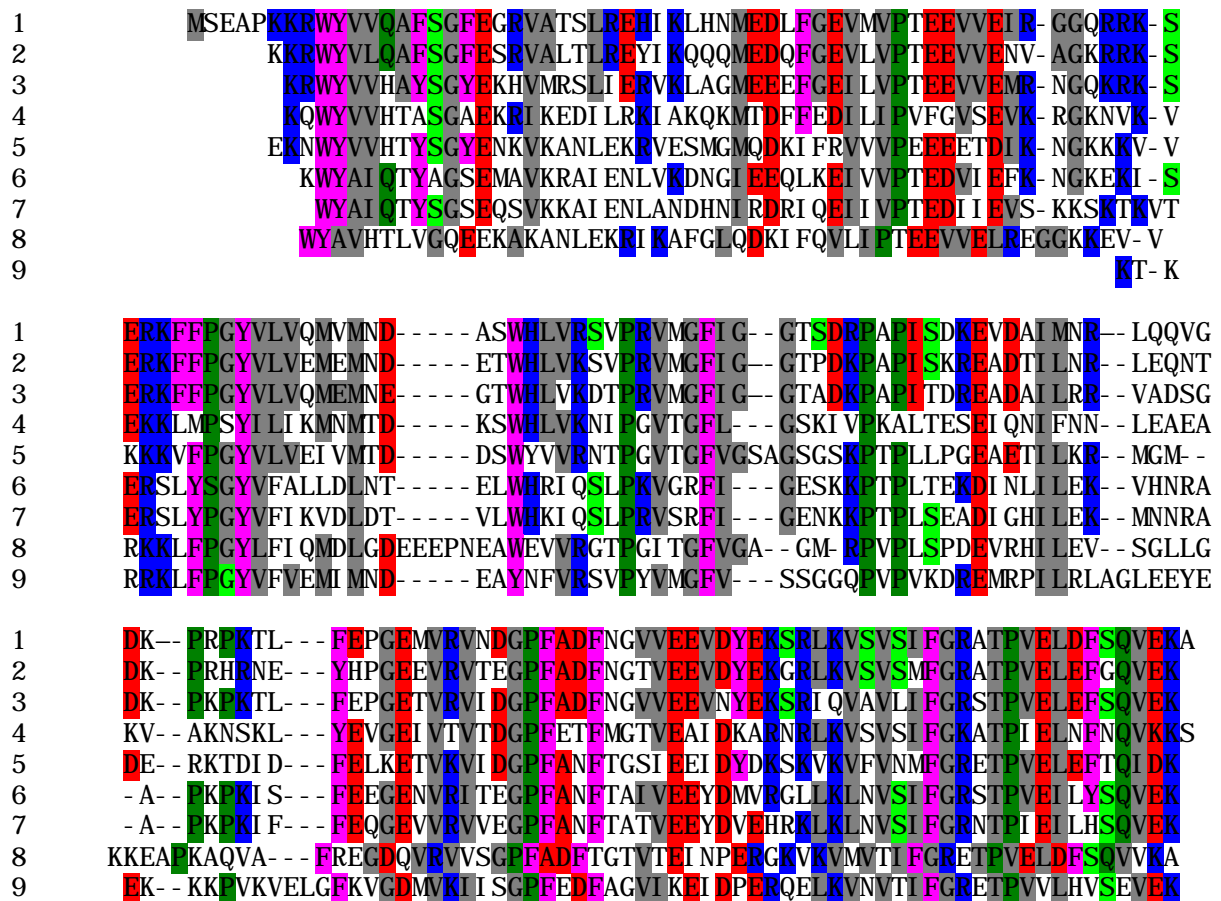 1 MSEAPKKRWYVVQAFSGFEGRVATSLREHIKLHNMEDLFGEVMVPTEEVVEIR-GGQRRK-S
2 KKRWYVLQAFSGFESRVALTLREYIKQQQMEDQFGEVLVPTEEVVENV-AGKRRK-S
3 KRWYVVHAYSGYEKHVMRSLIERVKLAGMEEEFGEILVPTEEVVEMR-NGQKRK-S
4 KQWYVVHTASGAEKRIKEDILRKIAKQKMTDFFEDILIPVFGVSEVK-RGKNVK-V
5 EKNWYVVHTYSGYENKVKANLEKRVESMGMQDKIFRVVVPEEEETDIK-NGKKKV-V
6 KWYAIQTYAGSEMAVKRAIENLVKDNGIEEQLKEIVVPTEDVIEFK-NGKEKI-S
7 WYAIQTYSGSEQSVKKAIENLANDHNIRDRIQEIIVPTEDIIEVS-KKSKTKVT
8 WYAVHTLVGQEEKAKANLEKRIKAFGLQDKIFQVLIPTEEVVELREGGKKEV-V
9 KT-K
1 ERKFFPGYVLVQMVMND-----ASWHLVRSVPRVMGFIG--GTSDRPAPISDKEVDAIMNR--LQQVG
2 ERKFFPGYVLVEMEMND-----ETWHLVKSVPRVMGFIG--GTPDKPAPISKREADTILNR--LEQNT
3 ERKFFPGYVLVQMEMNE-----GTWHLVKDTPRVMGFIG--GTADKPAPITDREADAILRR--VADSG
4 EKKLMPSYILIKMNMTD-----KSWHLVKNIPGVTGFL---GSKIVPKALTESEIQNIFNN--LEAEA
5 KKKVFPGYVLVEIVMTD-----DSWYVVRNTPGVTGFVGSAGSGSKPTPLLPGEAETILKR--MGM--
6 ERSLYSGYVFALLDLNT-----ELWHRIQSLPKVGRFI---GESKKPTPLTEKDINLILEK--VHNRA
7 ERSLYPGYVFIKVDLDT-----VLWHKIQSLPRVSRFI---GENKKPTPLSEADIGHILEK--MNNRA
8 RKKLFPGYLFIQMDLGDEEEPNEAWEVVRGTPGITGFVGA--GM-RPVPLSPDEVRHILEV--SGLLG
9 RRKLFPGYVFVEMIMND-----EAYNFVRSVPYVMGFV---SSGGQPVPVKDREMRPILRLAGLEEYE
1 DK--PRPKTL---FEPGEMVRVNDGPFADFNGVVEEVDYEKSRLKVSVSIFGRATPVELDFSQVEKA
2 DK--PRHRNE---YHPGEEVRVTEGPFADFNGTVEEVDYEKGRLKVSVSMFGRATPVELEFGQVEK
3 DK--PKPKTL---FEPGETVRVIDGPFADFNGVVEEVNYEKSRIQVAVLIFGRSTPVELEFSQVEK
4 KV--AKNSKL---YEVGEIVTVTDGPFETFMGTVEAIDKARNRLKVSVSIFGKATPIELNFNQVKKS
5 DE--RKTDID---FELKETVKVIDGPFANFTGSIEEIDYDKSKVKVFVNMFGRETPVELEFTQIDK
6 -A--PKPKIS---FEEGENVRITEGPFANFTAIVEEYDMVRGLLKLNVSIFGRSTPVEILYSQVEK
7 -A--PKPKIF---FEQGEVVRVVEGPFANFTATVEEYDVEHRKLKLNVSIFGRNTPIEILHSQVEK
8 KKEAPKAQVA---FREGDQVRVVSGPFADFTGTVTEINPERGKVKVMVTIFGRETPVELDFSQVVKA
9 EK--KKPVKVELGFKVGDMVKIISGPFEDFAGVIKEIDPERQELKVNVTIFGRETPVVLHVSEVEK